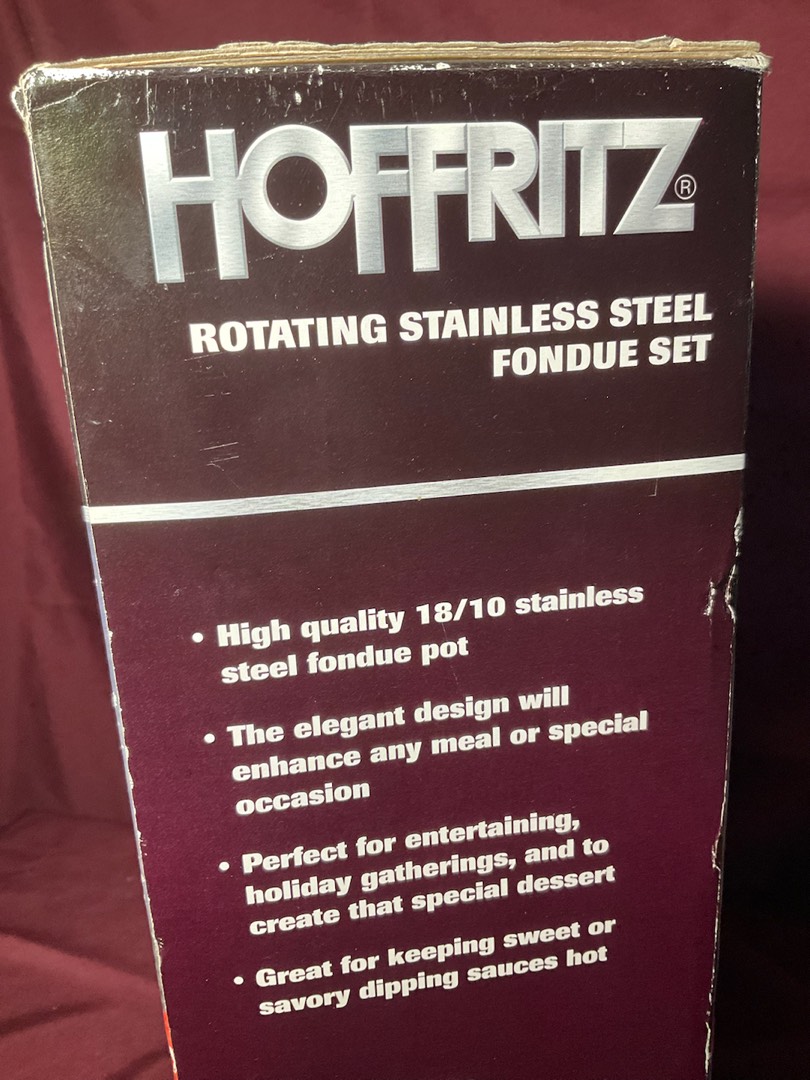 HOFFRITZ®
ROTATING STAINLESS STEEL
FONDUE SET
• High quality 18/10 stainless
steel fondue pot
• The elegant design will
enhance any meal or special
occasion
• Perfect for entertaining,
holiday gatherings, and to
create that special dessert
• Great for keeping sweet or
savory dipping sauces hot